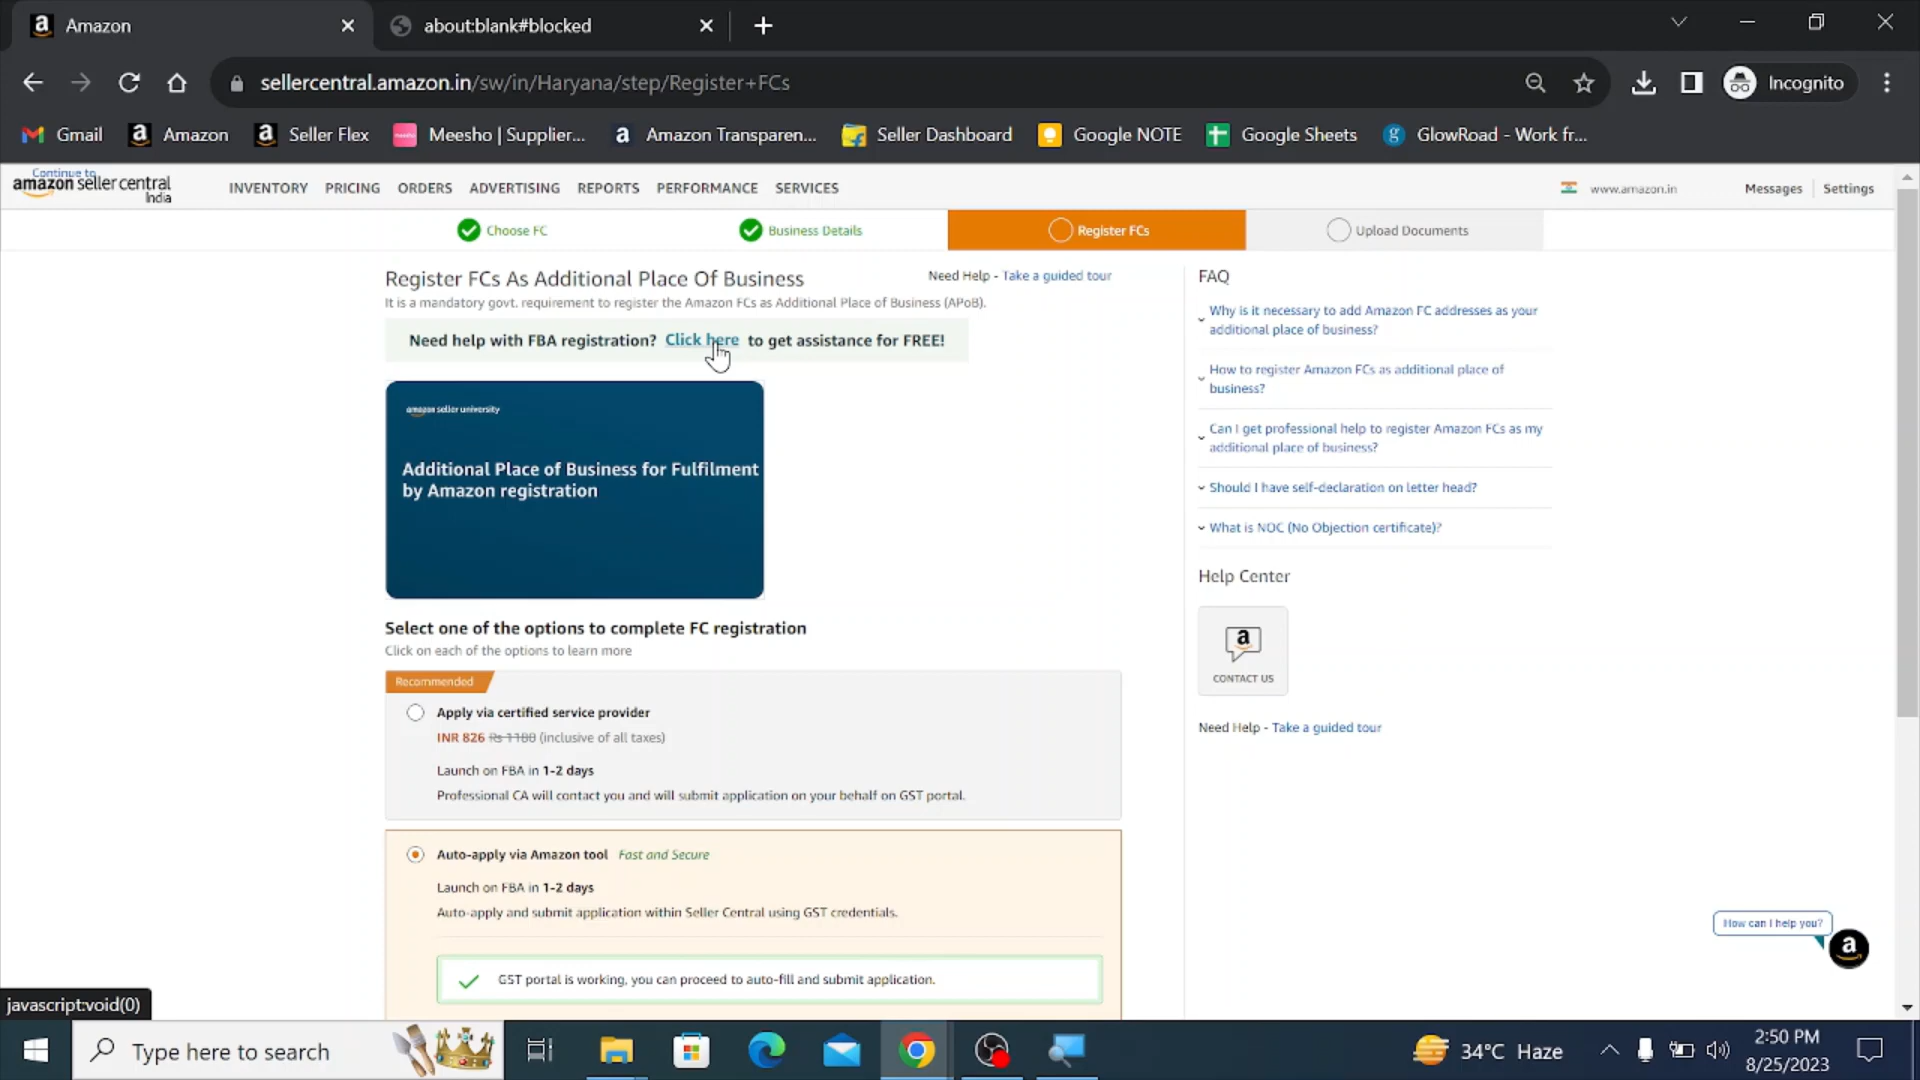 Amazon
about:blank#blocked
sellercentral.amazon.in/sw/in/Haryana/step/Register+FCs
Incognito
Gmail
Amazon
Seller Flex
Meesho | Supplier...
Amazon Transparen...
Seller Dashboard
Google NOTE
Google Sheets
GlowRoad - Work fr...
Continue to
amazon seller central
India
INVENTORY PRICING ORDERS ADVERTISING REPORTS PERFORMANCE SERVICES
www.amazon.in
Messages
Settings
Choose FC
Business Details
Register FCs
Upload Documents
Register FCs As Additional Place Of Business
Need Help - Take a guided tour
It is a mandatory govt. requirement to register the Amazon FCs as Additional Place of Business (APoB).
Need help with FBA registration? Click here to get assistance for FREE!
amazon seller university
Additional Place of Business for Fulfilment
by Amazon registration
Select one of the options to complete FC registration
Click on each of the options to learn more
Recommended
Apply via certified service provider
INR 826 Rs 1180 (inclusive of all taxes)
Launch on FBA in 1-2 days
Professional CA will contact you and will submit application on your behalf on GST portal.
Auto-apply via Amazon tool Fast and Secure
Launch on FBA in 1-2 days
Auto-apply and submit application within Seller Central using GST credentials.
GST portal is working, you can proceed to auto-fill and submit application.
FAQ
Why is it necessary to add Amazon FC addresses as your
additional place of business?
How to register Amazon FCs as additional place of
business?
Can I get professional help to register Amazon FCs as my
additional place of business?
Should I have self-declaration on letter head?
What is NOC (No Objection certificate)?
Help Center
CONTACT US
Need Help - Take a guided tour
How can I help you?
javascript:void(0)
Type here to search
34°C Haze
2:50 PM
8/25/2023